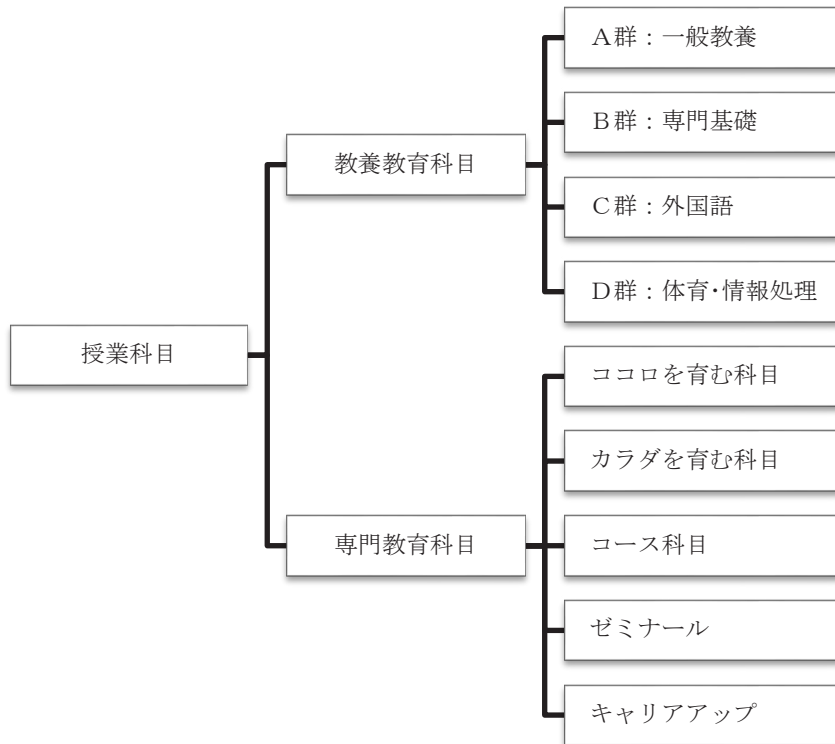 授業科目
教養教育科目
Ａ群：一般教養
Ｂ群：専門基礎
Ｃ群：外国語
Ｄ群：体育･情報処理
専門教育科目
ココロを育む科目
カラダを育む科目
コース科目
ゼミナール
キャリアアップ